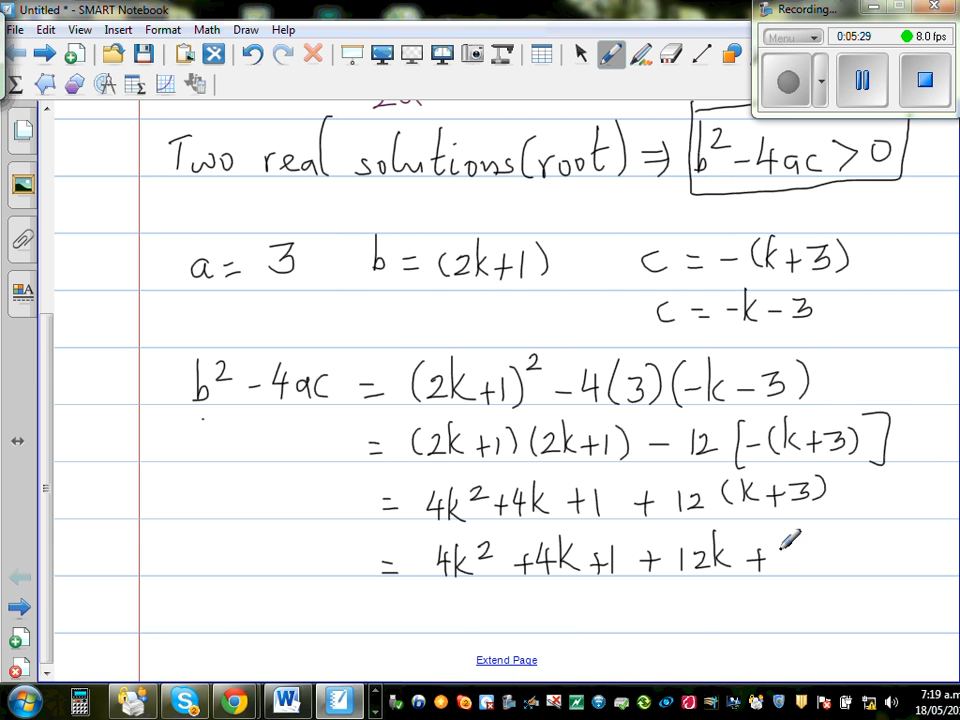 Untitled * - SMART Notebook
Recording...
File Edit View Insert Format Math Draw Help
Menu 0:05:29 8.0 fps
Two real solutions(root) ⇒ b² - 4ac > 0
a = 3 b = (2k+1) c = -(k+3)
c = -k - 3
b² - 4ac = (2k+1)² - 4(3)(-k - 3)
= (2k+1)(2k+1) - 12 [-(k+3)]
= 4k² + 4k + 1 + 12 (k+3)
= 4k² + 4k + 1 + 12k +
Extend Page
7:19 a.m
18/05/20